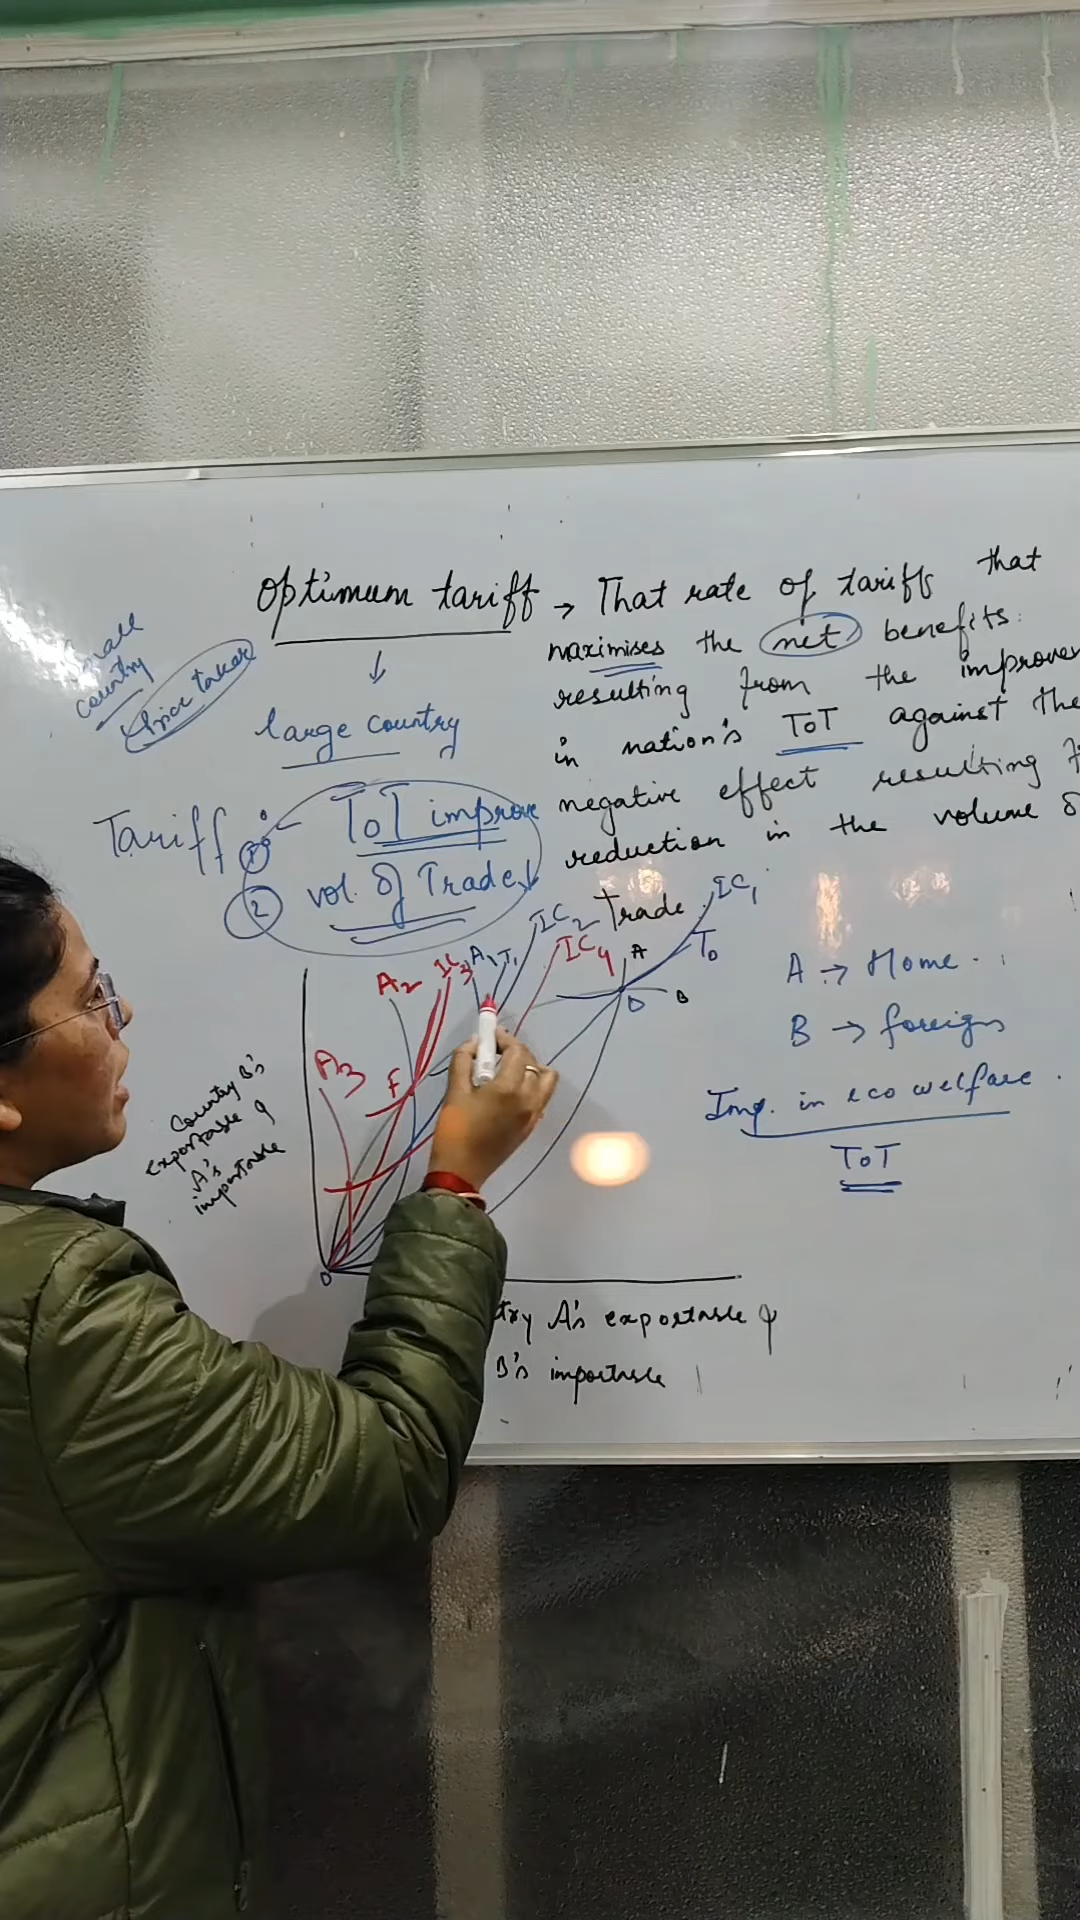 Optimum tariff → That rate of tariffs that
maximises the net benefits
resulting from the
in nation's ToT against the
negative effect resulting
reduction in the volume
Trade
Small
country
Price taker
↓
large country
Tariff
① ToT improve
② vol. of Trade ↓
A₃
A₂
IC₃
A₁
T₁
IC₂
IC₄
A
IC₁
T₀
D
B
F
O
Country B's
exportable &
A's
importable
A's exportable &
B's importable
A → Home
B → foreign
Imp. in eco welfare
ToT